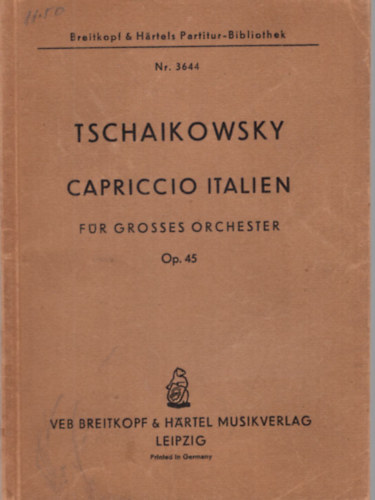 Breitkopf & Härtels Partitur-Bibliothek
Nr. 3644
TSCHAIKOWSKY
CAPRICCIO ITALIEN
FÜR GROSSES ORCHESTER
Op. 45
VEB BREITKOPF & HÄRTEL MUSIKVERLAG
LEIPZIG
Printed in Germany